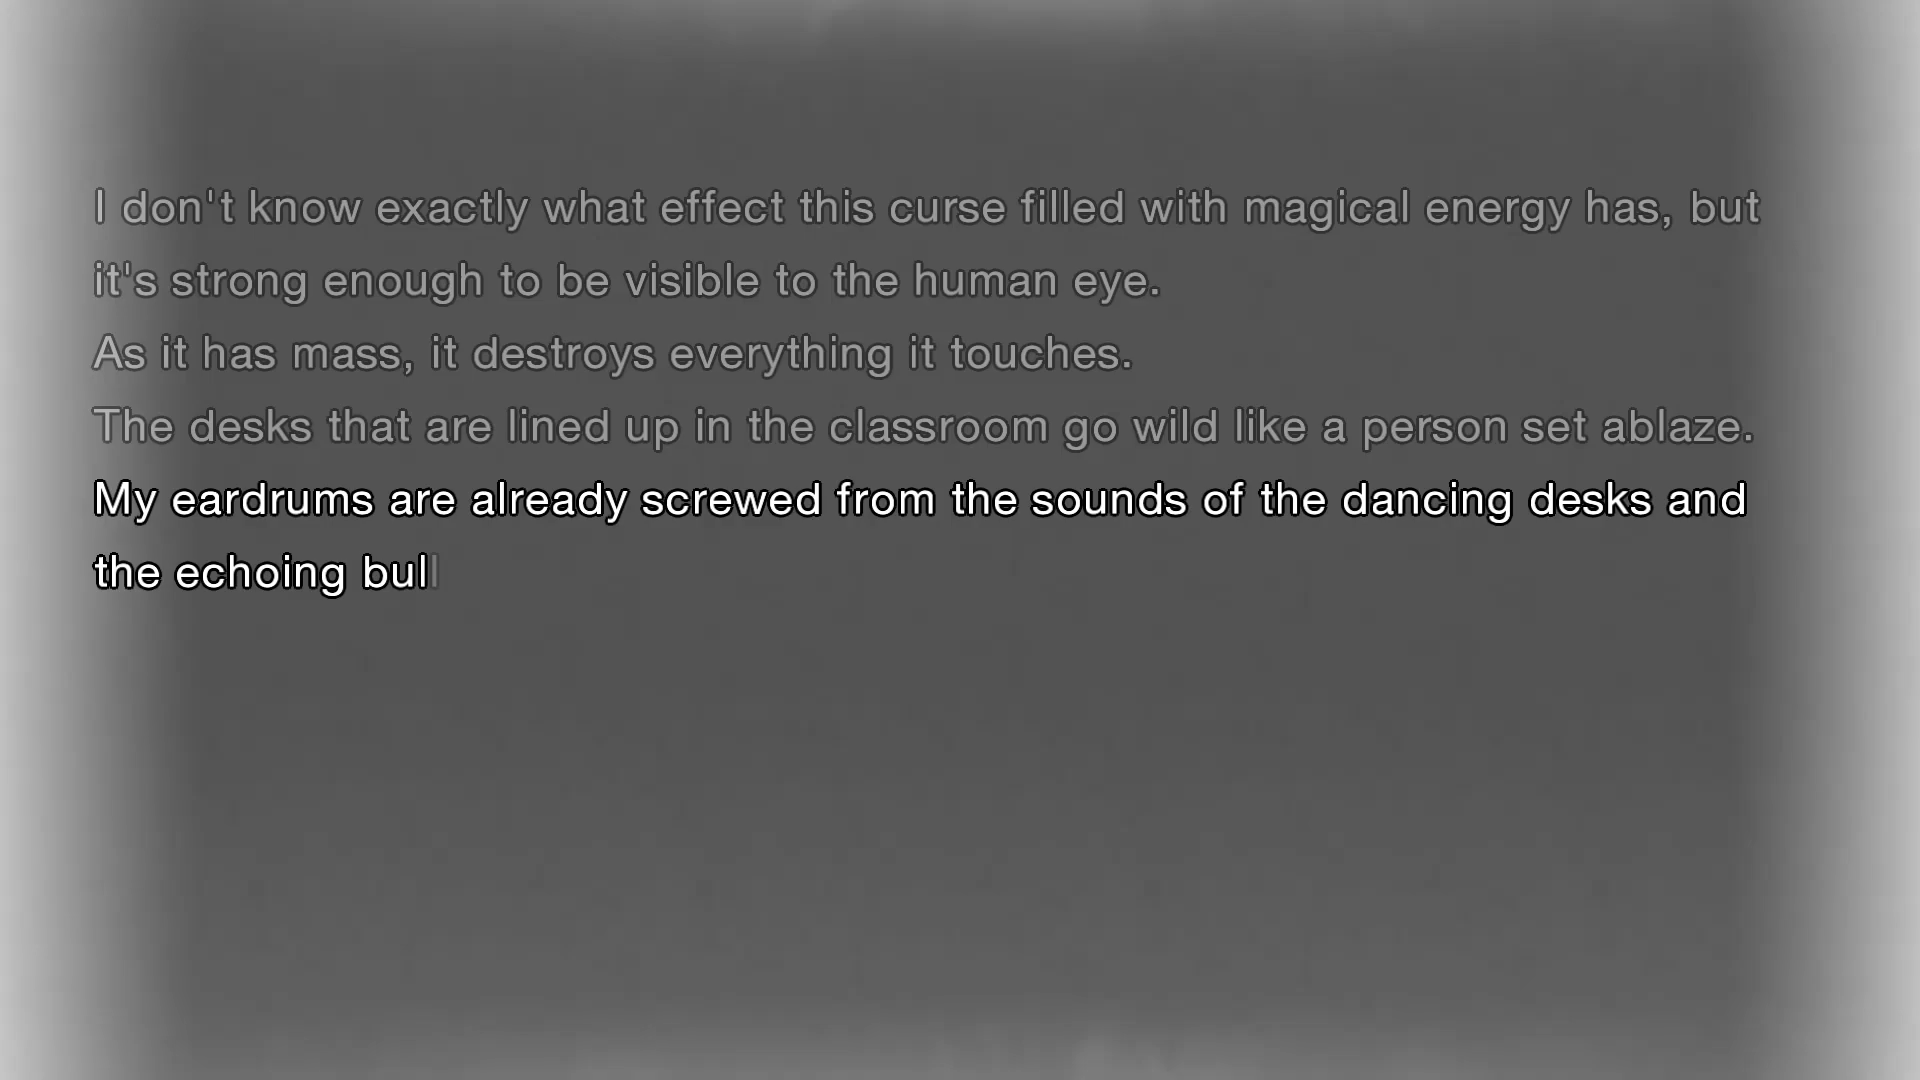 I don't know exactly what effect this curse filled with magical energy has, but
it's strong enough to be visible to the human eye.
As it has mass, it destroys everything it touches.
The desks that are lined up in the classroom go wild like a person set ablaze.
My eardrums are already screwed from the sounds of the dancing desks and
the echoing bull